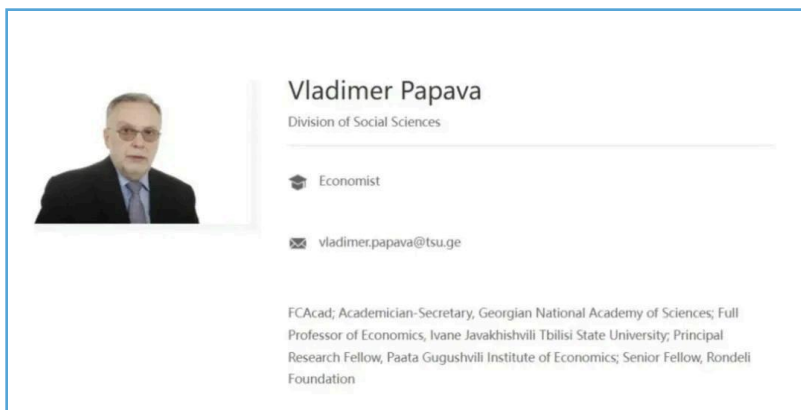 Vladimer Papava
Division of Social Sciences
Economist
vladimer.papava@tsu.ge
FCAcad; Academician-Secretary, Georgian National Academy of Sciences; Full
Professor of Economics, Ivane Javakhishvili Tbilisi State University; Principal
Research Fellow, Paata Gugushvili Institute of Economics; Senior Fellow, Rondeli
Foundation